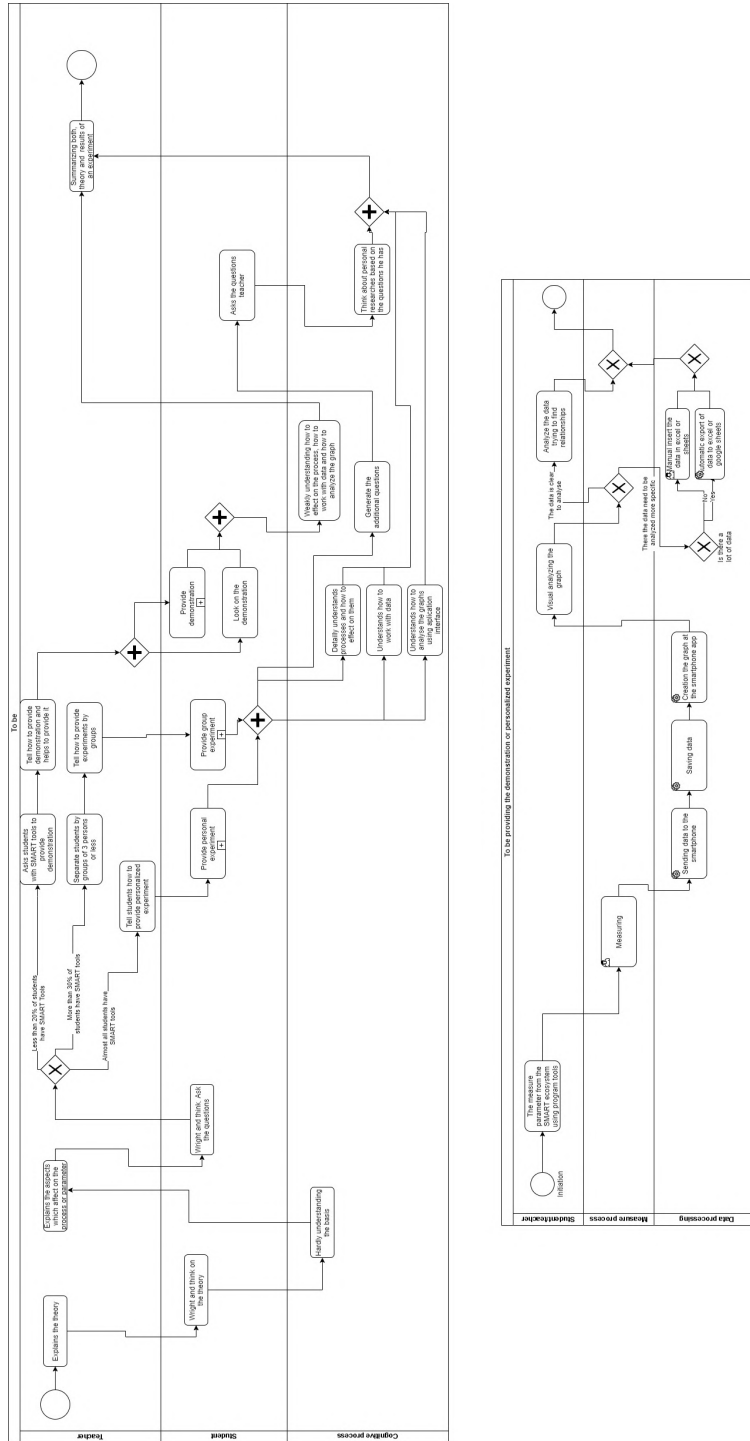 To be
Teacher
Student
Cognitive process
Explains the theory
Wright and think on
the theory
Hardly understanding
the basis
Explains the aspects
which affect on the
process or parameter
Wright and think. Ask
the questions
Less than 20% of students
have SMART Tools
More than 30% of
students have SMART tools
Almost all students have
SMART tools
Asks students
with SMART tools to
provide
demonstration
Separate students by
groups of 3 persons
or less
Tell students how to
provide personalized
experiment
Tell how to provide
demonstration and
helps to provide it
Tell how to provide
experiments by
groups
Provide personal
experiment
Provide group
experiment
Provide
demonstration
Look on the
demonstration
Detailly understands
processes and how to
effect on them
Understands how to
work with data
Understands how to
analyse the graphs
using aplication
interface
Weakly understanding how to
effect on the process, how to
work with data and how to
analyze the graph
Generate the
additional questions
Asks the questions
teacher
Think about personal
researches based on
the questions he has
Summarizing both,
theory and results of
an experiment
To be providing the demonstration or personalized experiment
Student/teacher
Measure process
Data processing
Initiation
The measure
parameter from the
SMART ecosystem
using program tools
Measuring
Sending data to the
smartphone
Saving data
Creation the graph at
the smartphone app
Visual analyzing the
graph
The data is clear
to analyse
There the data need to be
analyzed more specific
Analyze the data
trying to find
relationships
Is there a
lot of data
No
Yes
Manual insert the
data in excel or
sheets
Automatic export of
data to excel or
google sheets